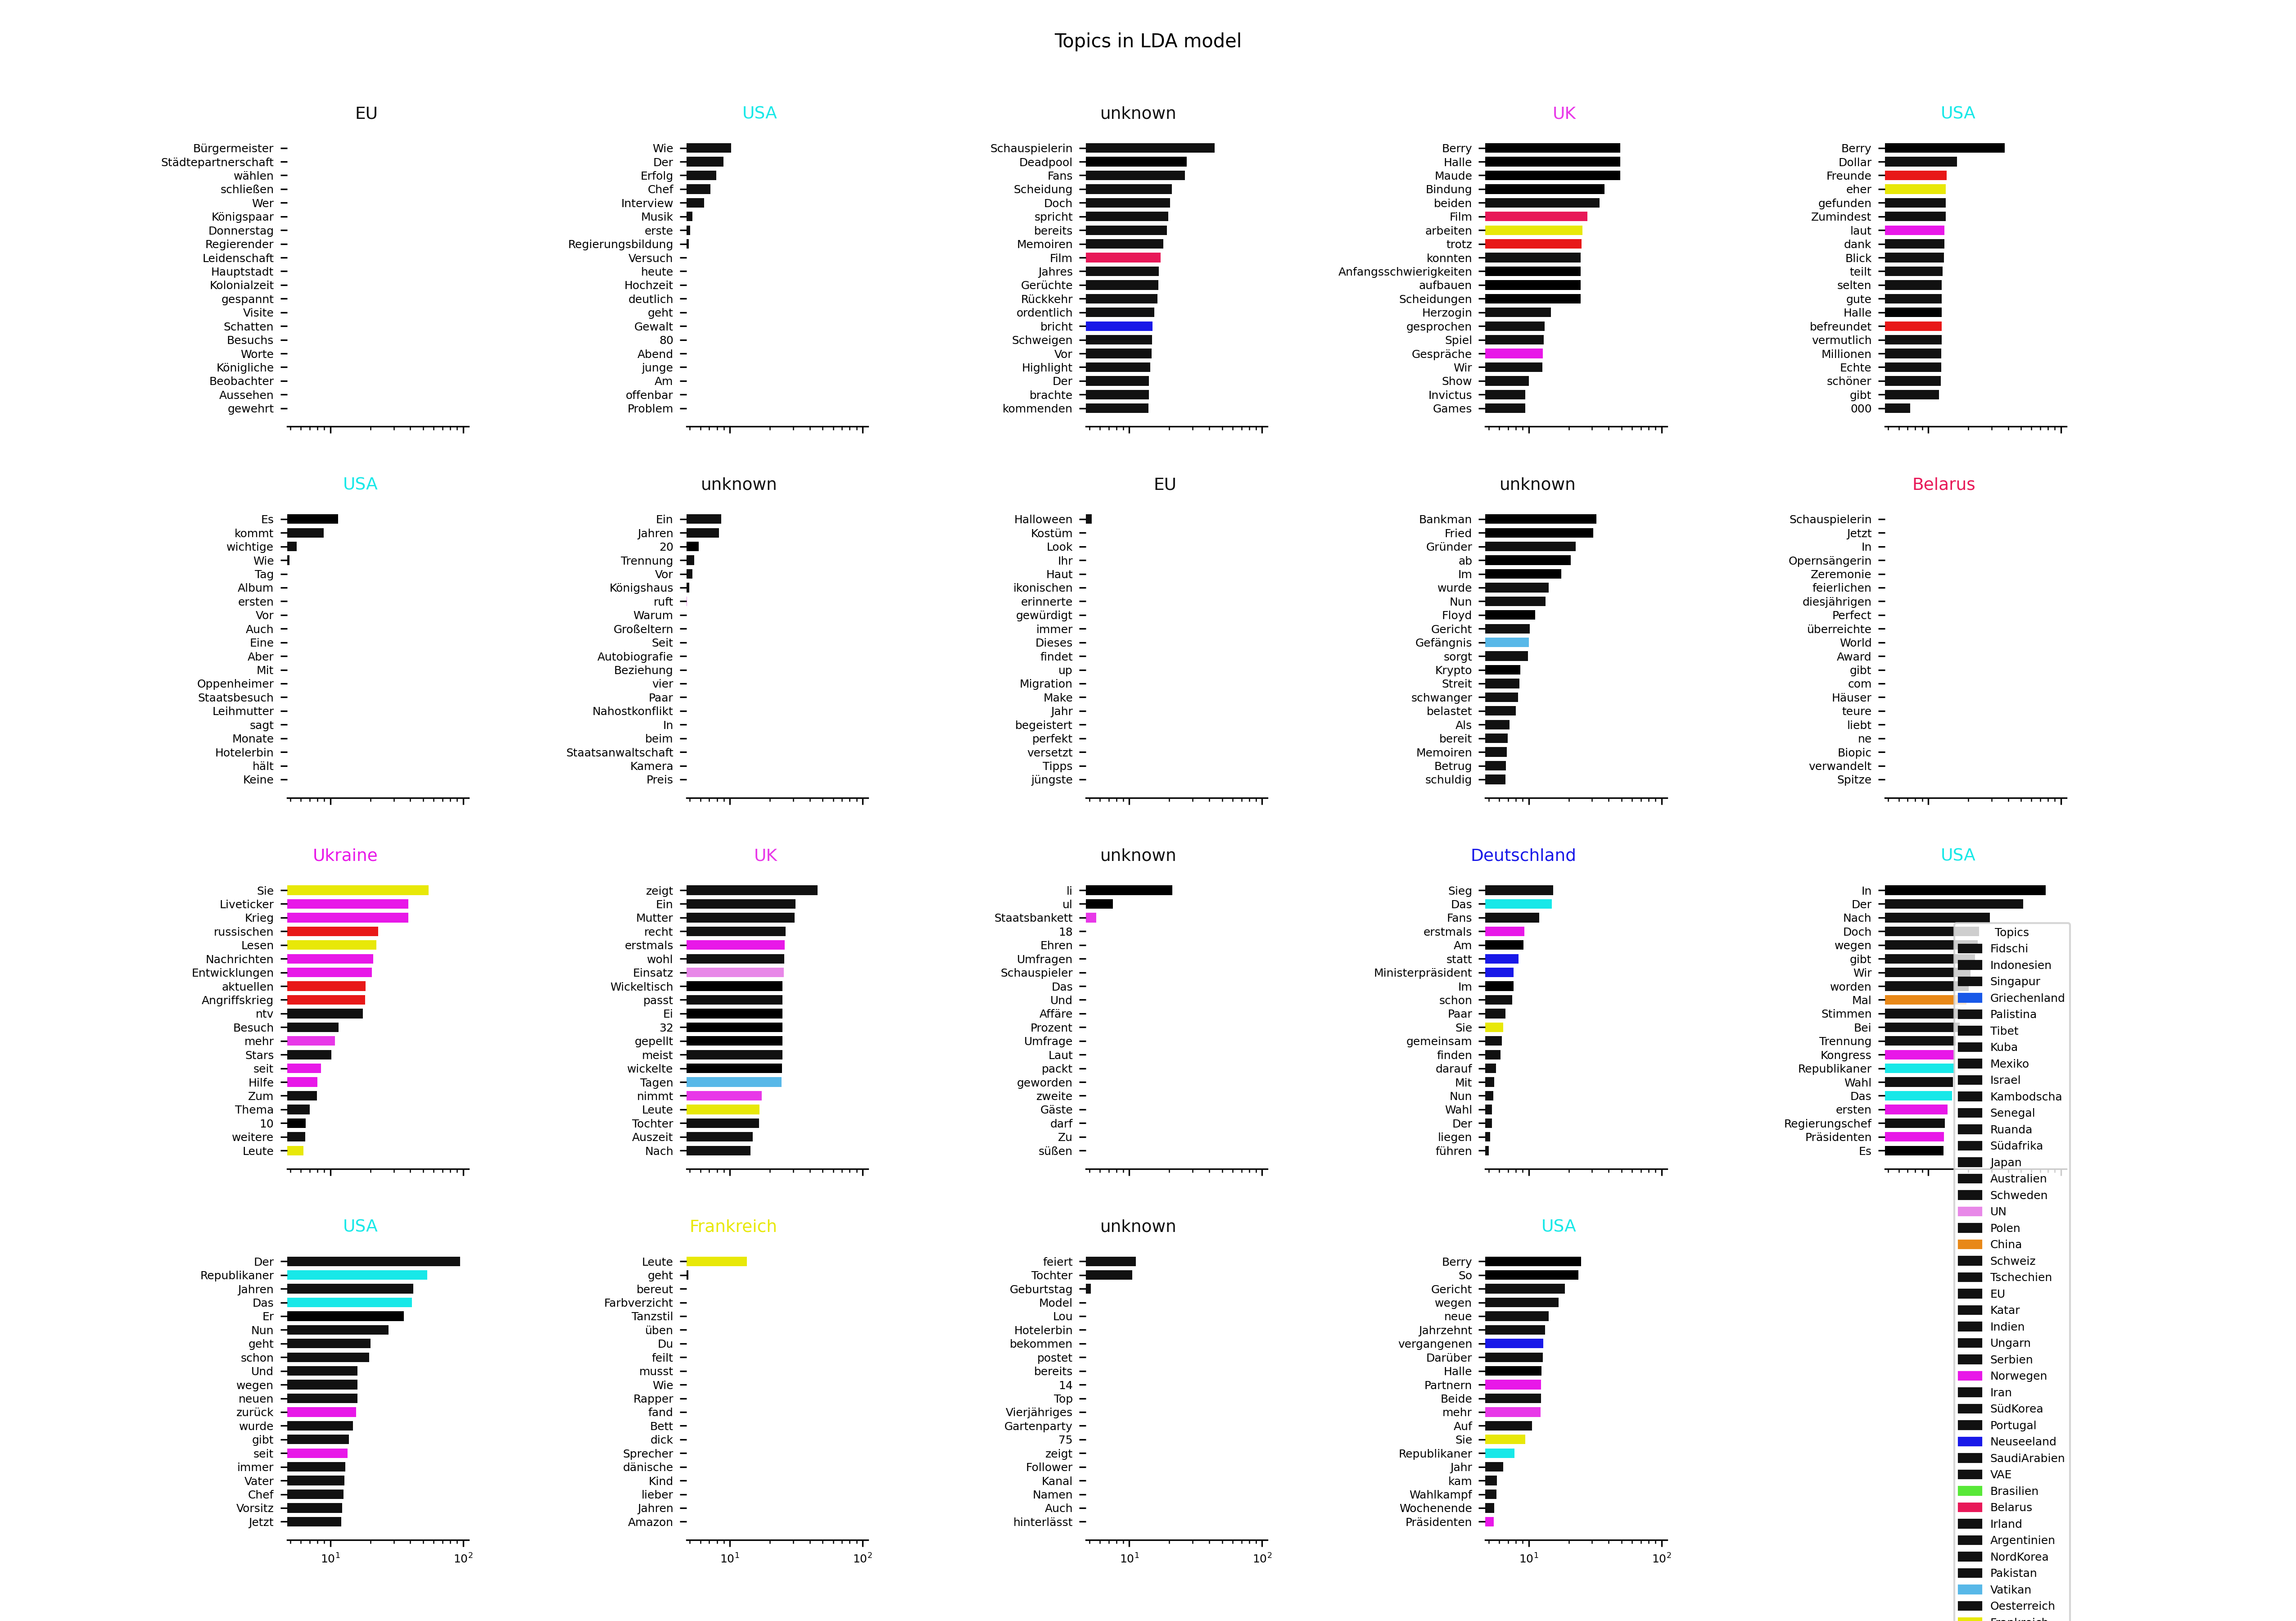 Topics in LDA model
EU
Bürgermeister
Städtepartnerschaft
wählen
schließen
Wer
Königspaar
Donnerstag
Regierender
Leidenschaft
Hauptstadt
Kolonialzeit
gespannt
Visite
Schatten
Besuchs
Worte
Königliche
Beobachter
Aussehen
gewehrt
USA
Wie
Der
Erfolg
Chef
Interview
Musik
erste
Regierungsbildung
Versuch
heute
Hochzeit
deutlich
geht
Gewalt
80
Abend
junge
Am
offenbar
Problem
unknown
Schauspielerin
Deadpool
Fans
Scheidung
Doch
spricht
bereits
Memoiren
Film
Jahres
Gerüchte
Rückkehr
ordentlich
bricht
Schweigen
Vor
Highlight
Der
brachte
kommenden
UK
Berry
Halle
Maude
Bindung
beiden
Film
arbeiten
trotz
konnten
Anfangsschwierigkeiten
aufbauen
Scheidungen
Herzogin
gesprochen
Spiel
Gespräche
Wir
Show
Invictus
Games
USA
Berry
Dollar
Freunde
eher
gefunden
Zumindest
laut
dank
Blick
teilt
selten
gute
Halle
befreundet
vermutlich
Millionen
Echte
schöner
gibt
000
USA
Es
kommt
wichtige
Wie
Tag
Album
ersten
Vor
Auch
Eine
Aber
Mit
Oppenheimer
Staatsbesuch
Leihmutter
sagt
Monate
Hotelerbin
hält
Keine
unknown
Ein
Jahren
20
Trennung
Vor
Königshaus
ruft
Warum
Großeltern
Seit
Autobiografie
Beziehung
vier
Paar
Nahostkonflikt
In
beim
Staatsanwaltschaft
Kamera
Preis
EU
Halloween
Kostüm
Look
Ihr
Haut
ikonischen
erinnerte
gewürdigt
immer
Dieses
findet
up
Migration
Make
Jahr
begeistert
perfekt
versetzt
Tipps
jüngste
unknown
Bankman
Fried
Gründer
ab
Im
wurde
Nun
Floyd
Gericht
Gefängnis
sorgt
Krypto
Streit
schwanger
belastet
Als
bereit
Memoiren
Betrug
schuldig
Belarus
Schauspielerin
Jetzt
In
Opernsängerin
Zeremonie
feierlichen
diesjährigen
Perfect
überreichte
World
Award
gibt
com
Häuser
teure
liebt
ne
Biopic
verwandelt
Spitze
Ukraine
Sie
Liveticker
Krieg
russischen
Lesen
Nachrichten
Entwicklungen
aktuellen
Angriffskrieg
ntv
Besuch
mehr
Stars
seit
Hilfe
Zum
Thema
10
weitere
Leute
UK
zeigt
Ein
Mutter
recht
erstmals
wohl
Einsatz
Wickeltisch
passt
Ei
32
gepellt
meist
wickelte
Tagen
nimmt
Leute
Tochter
Auszeit
Nach
unknown
li
ul
Staatsbankett
18
Ehren
Umfragen
Schauspieler
Das
Und
Affäre
Prozent
Umfrage
Laut
packt
geworden
zweite
Gäste
darf
Zu
süßen
Deutschland
Sieg
Das
Fans
erstmals
Am
statt
Ministerpräsident
Im
schon
Paar
Sie
gemeinsam
finden
darauf
Mit
Nun
Wahl
Der
liegen
führen
USA
In
Der
Nach
Doch
wegen
gibt
Wir
worden
Mal
Stimmen
Bei
Trennung
Kongress
Republikaner
Wahl
Das
ersten
Regierungschef
Präsidenten
Es
USA
Der
Republikaner
Jahren
Das
Er
Nun
geht
schon
Und
wegen
neuen
zurück
wurde
gibt
seit
immer
Vater
Chef
Vorsitz
Jetzt
10¹ 10²
Frankreich
Leute
geht
bereut
Farbverzicht
Tanzstil
üben
Du
feilt
musst
Wie
Rapper
fand
Bett
dick
Sprecher
dänische
Kind
lieber
Jahren
Amazon
10¹ 10²
unknown
feiert
Tochter
Geburtstag
Model
Lou
Hotelerbin
bekommen
postet
bereits
14
Top
Vierjähriges
Gartenparty
75
zeigt
Follower
Kanal
Namen
Auch
hinterlässt
10¹ 10²
USA
Berry
So
Gericht
wegen
neue
Jahrzehnt
vergangenen
Darüber
Halle
Partnern
Beide
mehr
Auf
Sie
Republikaner
Jahr
kam
Wahlkampf
Wochenende
Präsidenten
10¹ 10²
Topics
Fidschi
Indonesien
Singapur
Griechenland
Palistina
Tibet
Kuba
Mexiko
Israel
Kambodscha
Senegal
Ruanda
Südafrika
Japan
Australien
Schweden
UN
Polen
China
Schweiz
Tschechien
EU
Katar
Indien
Ungarn
Serbien
Norwegen
Iran
SüdKorea
Portugal
Neuseeland
SaudiArabien
VAE
Brasilien
Belarus
Irland
Argentinien
NordKorea
Pakistan
Vatikan
Oesterreich